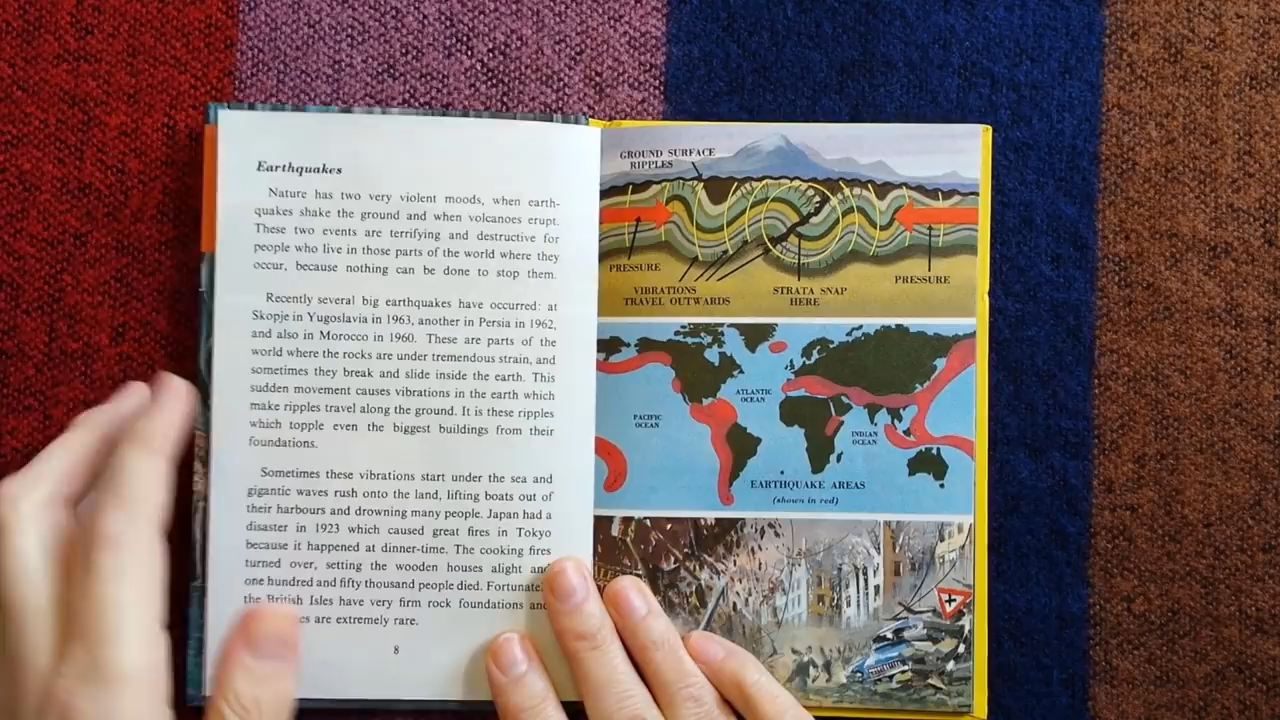 Earthquakes
Nature has two very violent moods, when earth-
quakes shake the ground and when volcanoes erupt.
These two events are terrifying and destructive for
people who live in those parts of the world where they
occur, because nothing can be done to stop them.
Recently several big earthquakes have occurred: at
Skopje in Yugoslavia in 1963, another in Persia in 1962,
and also in Morocco in 1960. These are parts of the
world where the rocks are under tremendous strain, and
sometimes they break and slide inside the earth. This
sudden movement causes vibrations in the earth which
make ripples travel along the ground. It is these ripples
which topple even the biggest buildings from their
foundations.
Sometimes these vibrations start under the sea and
gigantic waves rush onto the land, lifting boats out of
their harbours and drowning many people. Japan had a
disaster in 1923 which caused great fires in Tokyo
because it happened at dinner-time. The cooking fires
turned over, setting the wooden houses alight and
one hundred and fifty thousand people died.
the British Isles have very firm rock foundations and
are extremely rare.
8
GROUND SURFACE
RIPPLES
PRESSURE
VIBRATIONS
TRAVEL OUTWARDS
STRATA SNAP
HERE
PRESSURE
ATLANTIC
OCEAN
PACIFIC
OCEAN
INDIAN
OCEAN
EARTHQUAKE AREAS
(shown in red)